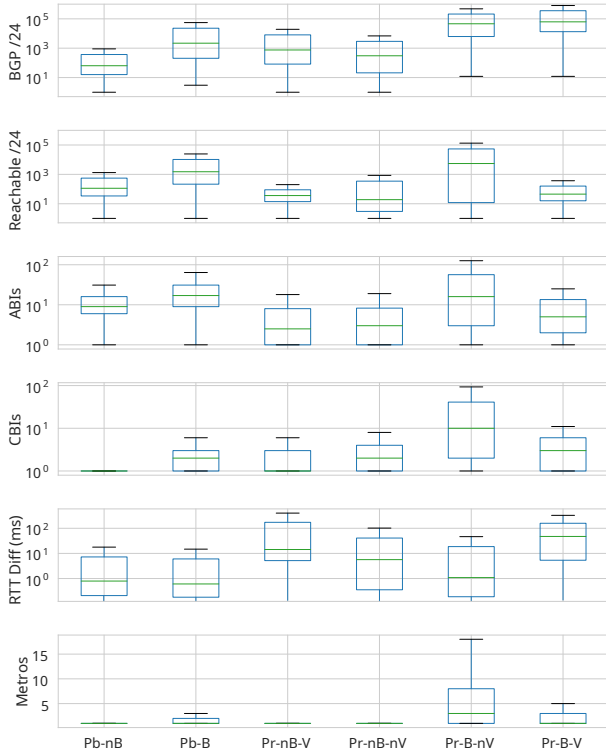 BGP /24
10^5
10^3
10^1
Reachable /24
10^5
10^3
10^1
ABIs
10^2
10^1
10^0
CBIs
10^2
10^1
10^0
RTT Diff (ms)
10^2
10^1
10^0
Metros
15
10
5
Pb-nB Pb-B Pr-nB-V Pr-nB-nV Pr-B-nV Pr-B-V